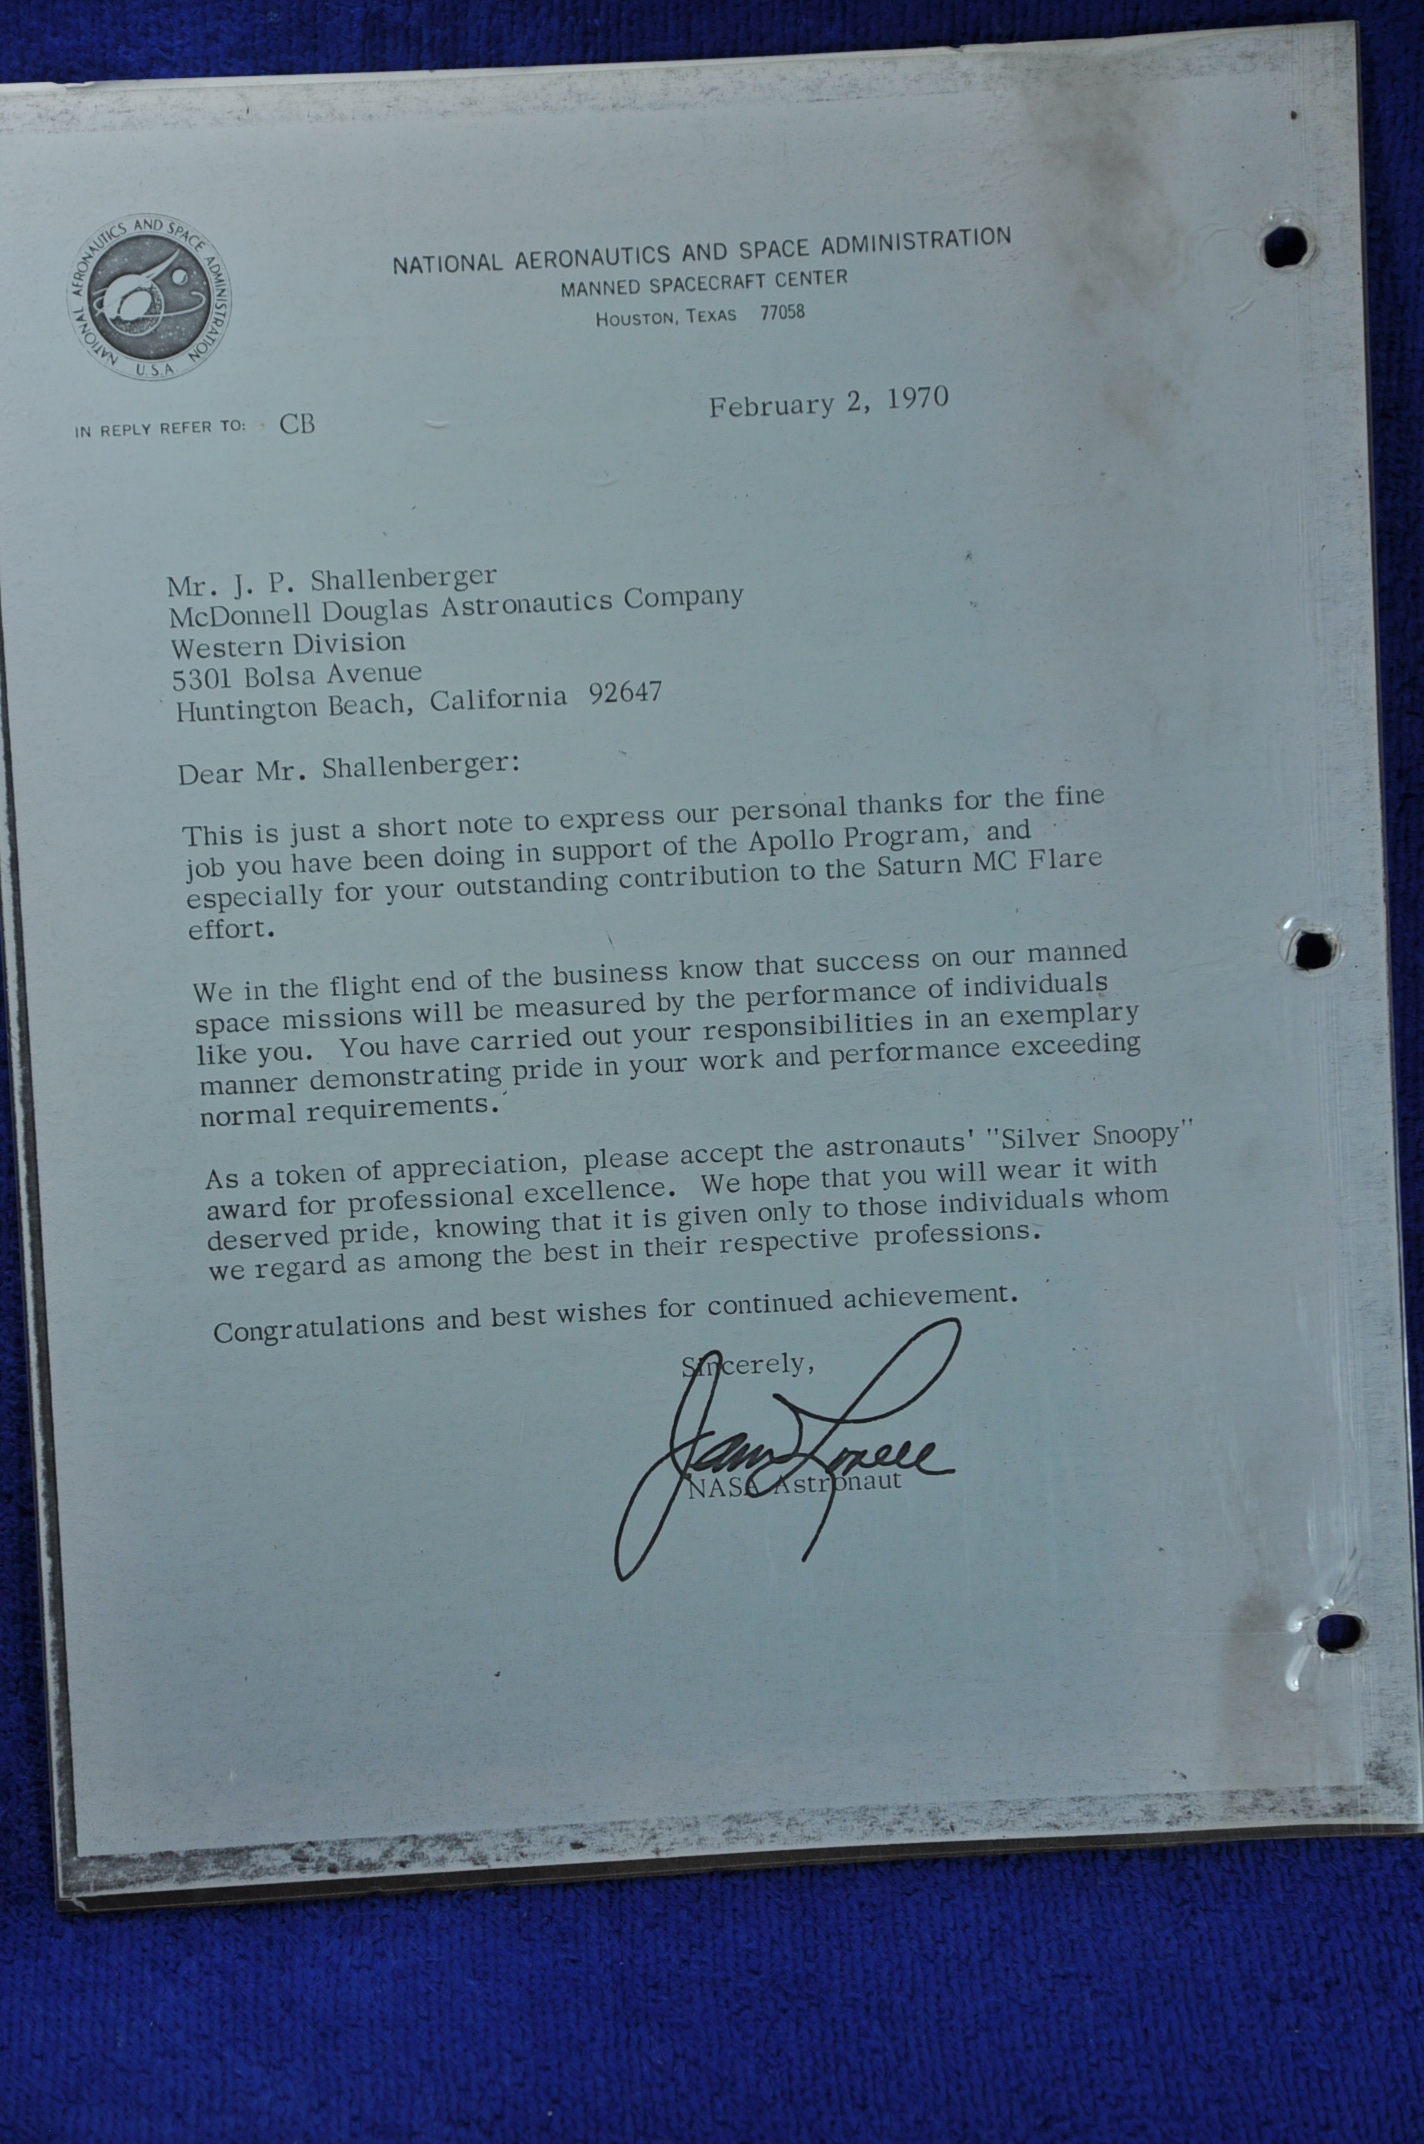 NATIONAL AERONAUTICS AND SPACE ADMINISTRATION
U.S.A
NATIONAL AERONAUTICS AND SPACE ADMINISTRATION
MANNED SPACECRAFT CENTER
HOUSTON, TEXAS 77058
February 2, 1970
IN REPLY REFER TO: CB
Mr. J. P. Shallenberger
McDonnell Douglas Astronautics Company
Western Division
5301 Bolsa Avenue
Huntington Beach, California 92647
Dear Mr. Shallenberger:
This is just a short note to express our personal thanks for the fine
job you have been doing in support of the Apollo Program, and
especially for your outstanding contribution to the Saturn MC Flare
effort.
We in the flight end of the business know that success on our manned
space missions will be measured by the performance of individuals
like you. You have carried out your responsibilities in an exemplary
manner demonstrating pride in your work and performance exceeding
normal requirements.
As a token of appreciation, please accept the astronauts' "Silver Snoopy"
award for professional excellence. We hope that you will wear it with
deserved pride, knowing that it is given only to those individuals whom
we regard as among the best in their respective professions.
Congratulations and best wishes for continued achievement.
Sincerely,
James Lovell
NASA Astronaut